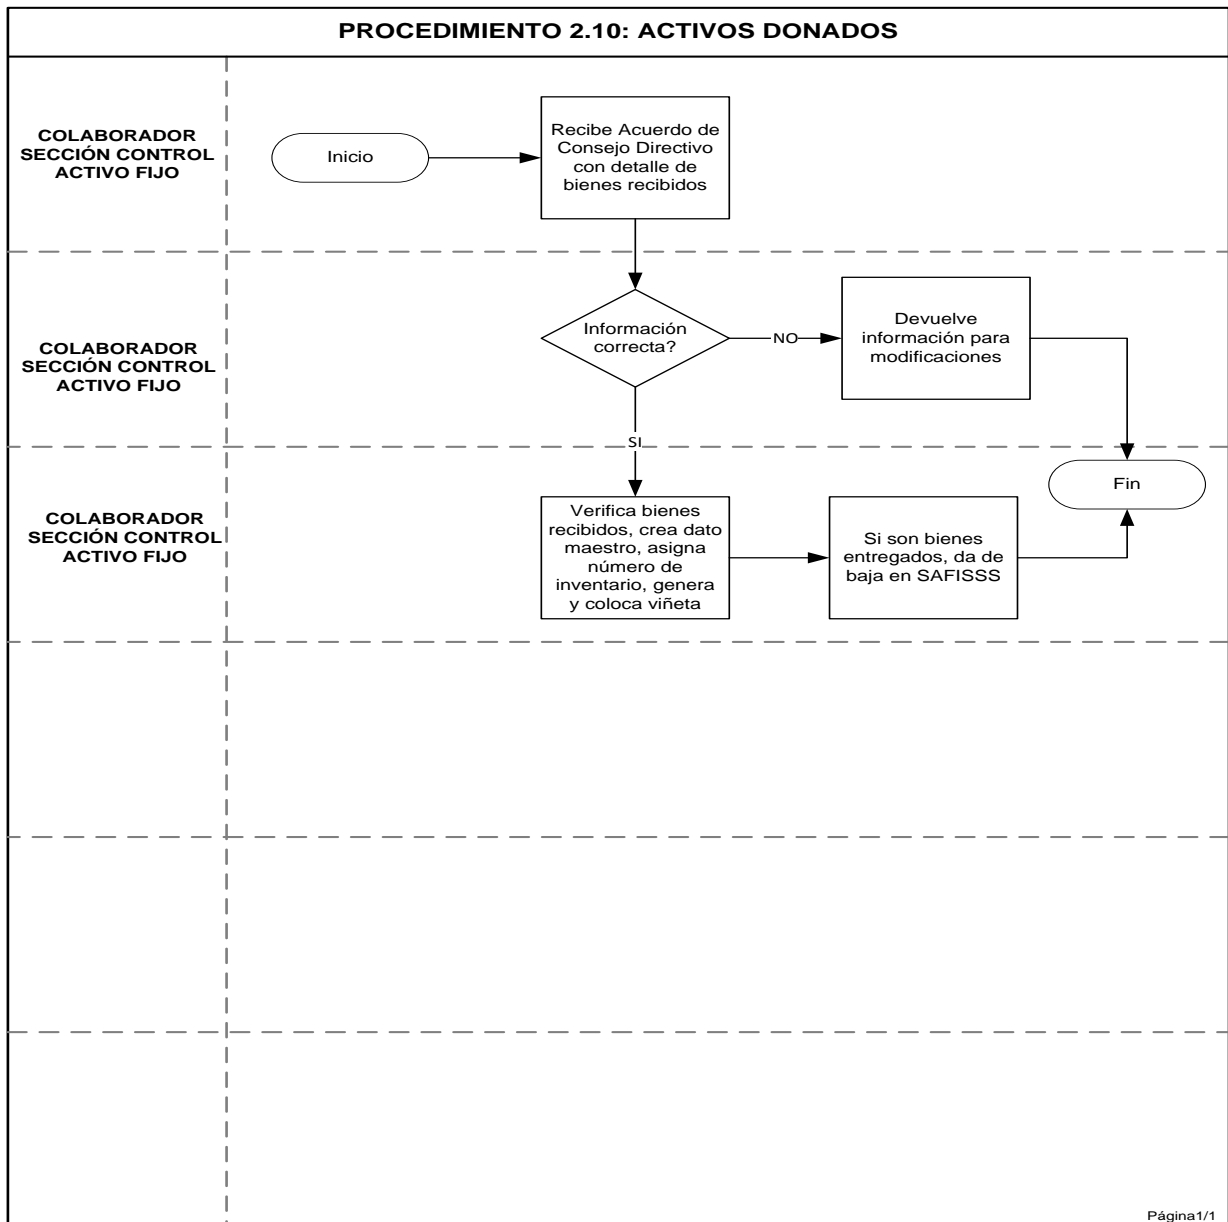 PROCEDIMIENTO 2.10: ACTIVOS DONADOS
COLABORADOR
SECCIÓN CONTROL
ACTIVO FIJO
Inicio
Recibe Acuerdo de
Consejo Directivo
con detalle de
bienes recibidos
COLABORADOR
SECCIÓN CONTROL
ACTIVO FIJO
Información
correcta?
NO
Devuelve
información para
modificaciones
SI
COLABORADOR
SECCIÓN CONTROL
ACTIVO FIJO
Verifica bienes
recibidos, crea dato
maestro, asigna
número de
inventario, genera
y coloca viñeta
Si son bienes
entregados, da de
baja en SAFISSS
Fin
Página1/1